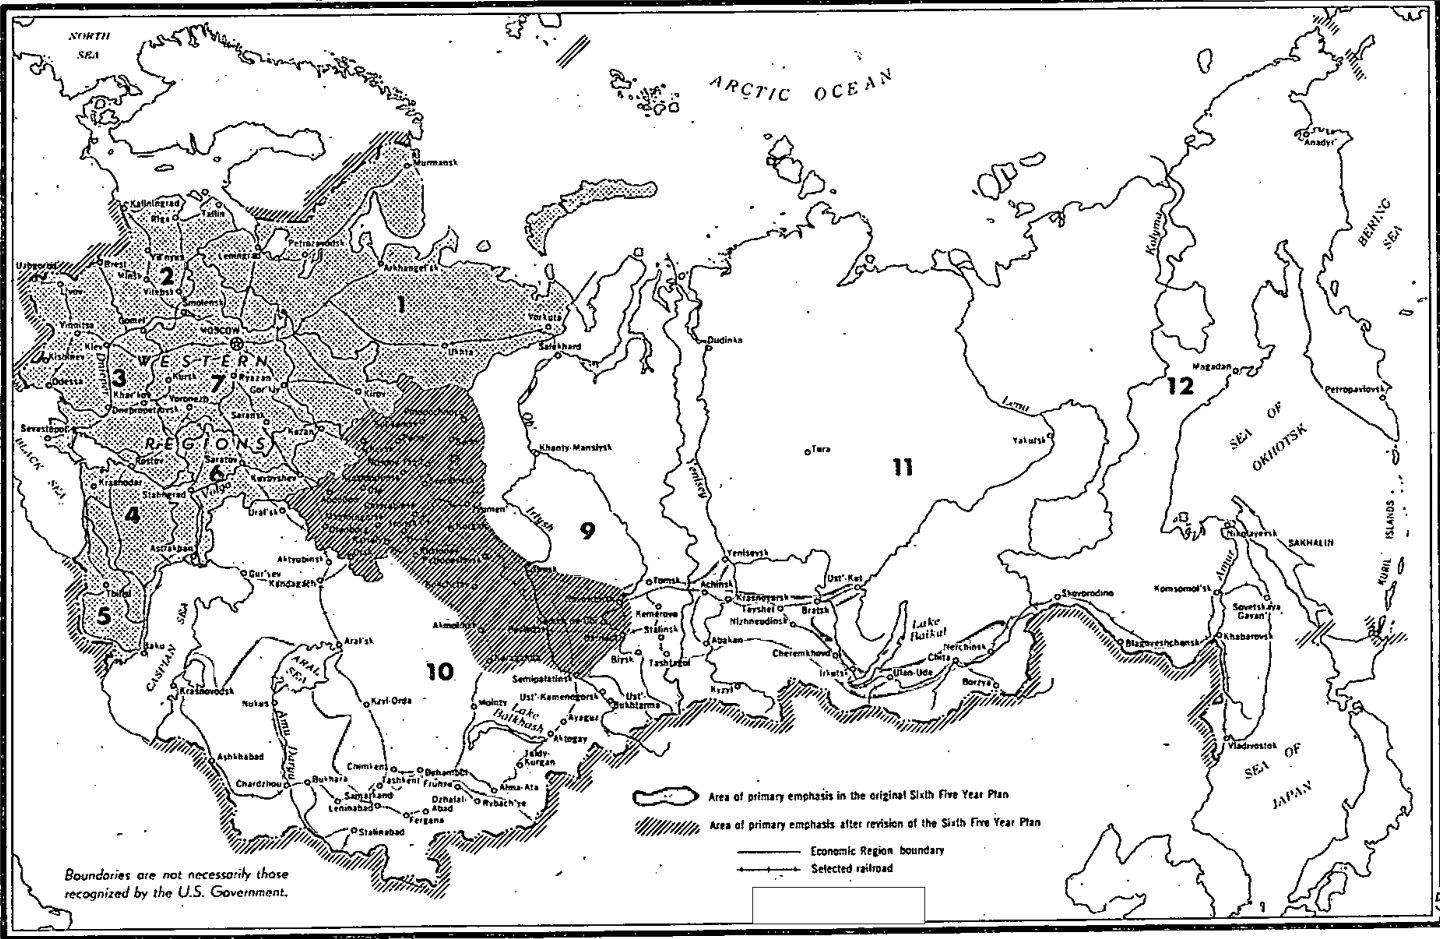 NORTH
SEA
ARCTIC OCEAN
BERING
SEA
Anadyr'
Murmansk
Kaliningrad
Riga
Tallin
Petrozavodsk
Leningrad
Arkhangel'sk
Uzhgorod
Brest
Vil'nyus
Minsk
2
L'vov
Vitebsk
Smolensk
1
Kolyma
Vorkuta
Vinnitsa
Gomel'
MOSCOW
Salekhard
Ukhta
Dudinka
Kiev
Kishinev
WESTERN
3
7
Kursk
Ryazan
Gor'kiy
Kirov
Odessa
Khar'kov
Voronezh
Dnepropetrovsk
Saransk
Magadan
12
Petropavlovsk
Lena
Yakutsk
Sevastopol
REGIONS
Kazan
Ob'
Khanty-Mansiysk
Tura
11
SEA OF
OKHOTSK
BLACK
SEA
Rostov
Saratov
6
Kuybyshev
Krasnodar
Stalingrad
Volga
Yenisey
4
Ural'sk
Irtysh
9
KURIL ISLANDS
Nikolayevsk
SAKHALIN
Astrakhan
Aktyubinsk
Gur'yev
Kandagach
Yeniseysk
Amur
Tbilisi
5
Tomsk
Achinsk
Krasnoyarsk
Ust'-Kut
Tayshet
Bratsk
Skovorodino
Komsomol'sk
Sovetskaya
Gavan'
Kemerovo
Nizhneudinsk
Stalinsk
Akmolinsk
Baku
CASPIAN SEA
Aral'sk
ARAL
SEA
10
Abakan
Tashtagol
Biysk
Cheremkhovo
Lake
Baikal
Nerchinsk
Chita
Blagoveshchensk
Khabarovsk
Krasnovodsk
Semipalatinsk
Kyzyl
Irkutsk
Ulan-Ude
Borzya
Nukus
Kzyl-Orda
Mointy
Ust'-Kamenogorsk
Ust'-
Bukhtarma
Lake
Balkhash
Ayaguz
Aktogay
Amu Darya
Ashkhabad
Chimkent
Dzhambul
Taldy-
Kurgan
Vladivostok
SEA OF
JAPAN
Chardzhou
Bukhara
Tashkent
Frunze
Alma-Ata
Samarkand
Leninabad
Dzhalal-
Abad
Rybach'ye
Fergana
Stalinabad
Area of primary emphasis in the original Sixth Five Year Plan
Area of primary emphasis after revision of the Sixth Five Year Plan
Economic Region boundary
Selected railroad
Boundaries are not necessarily those
recognized by the U.S. Government.